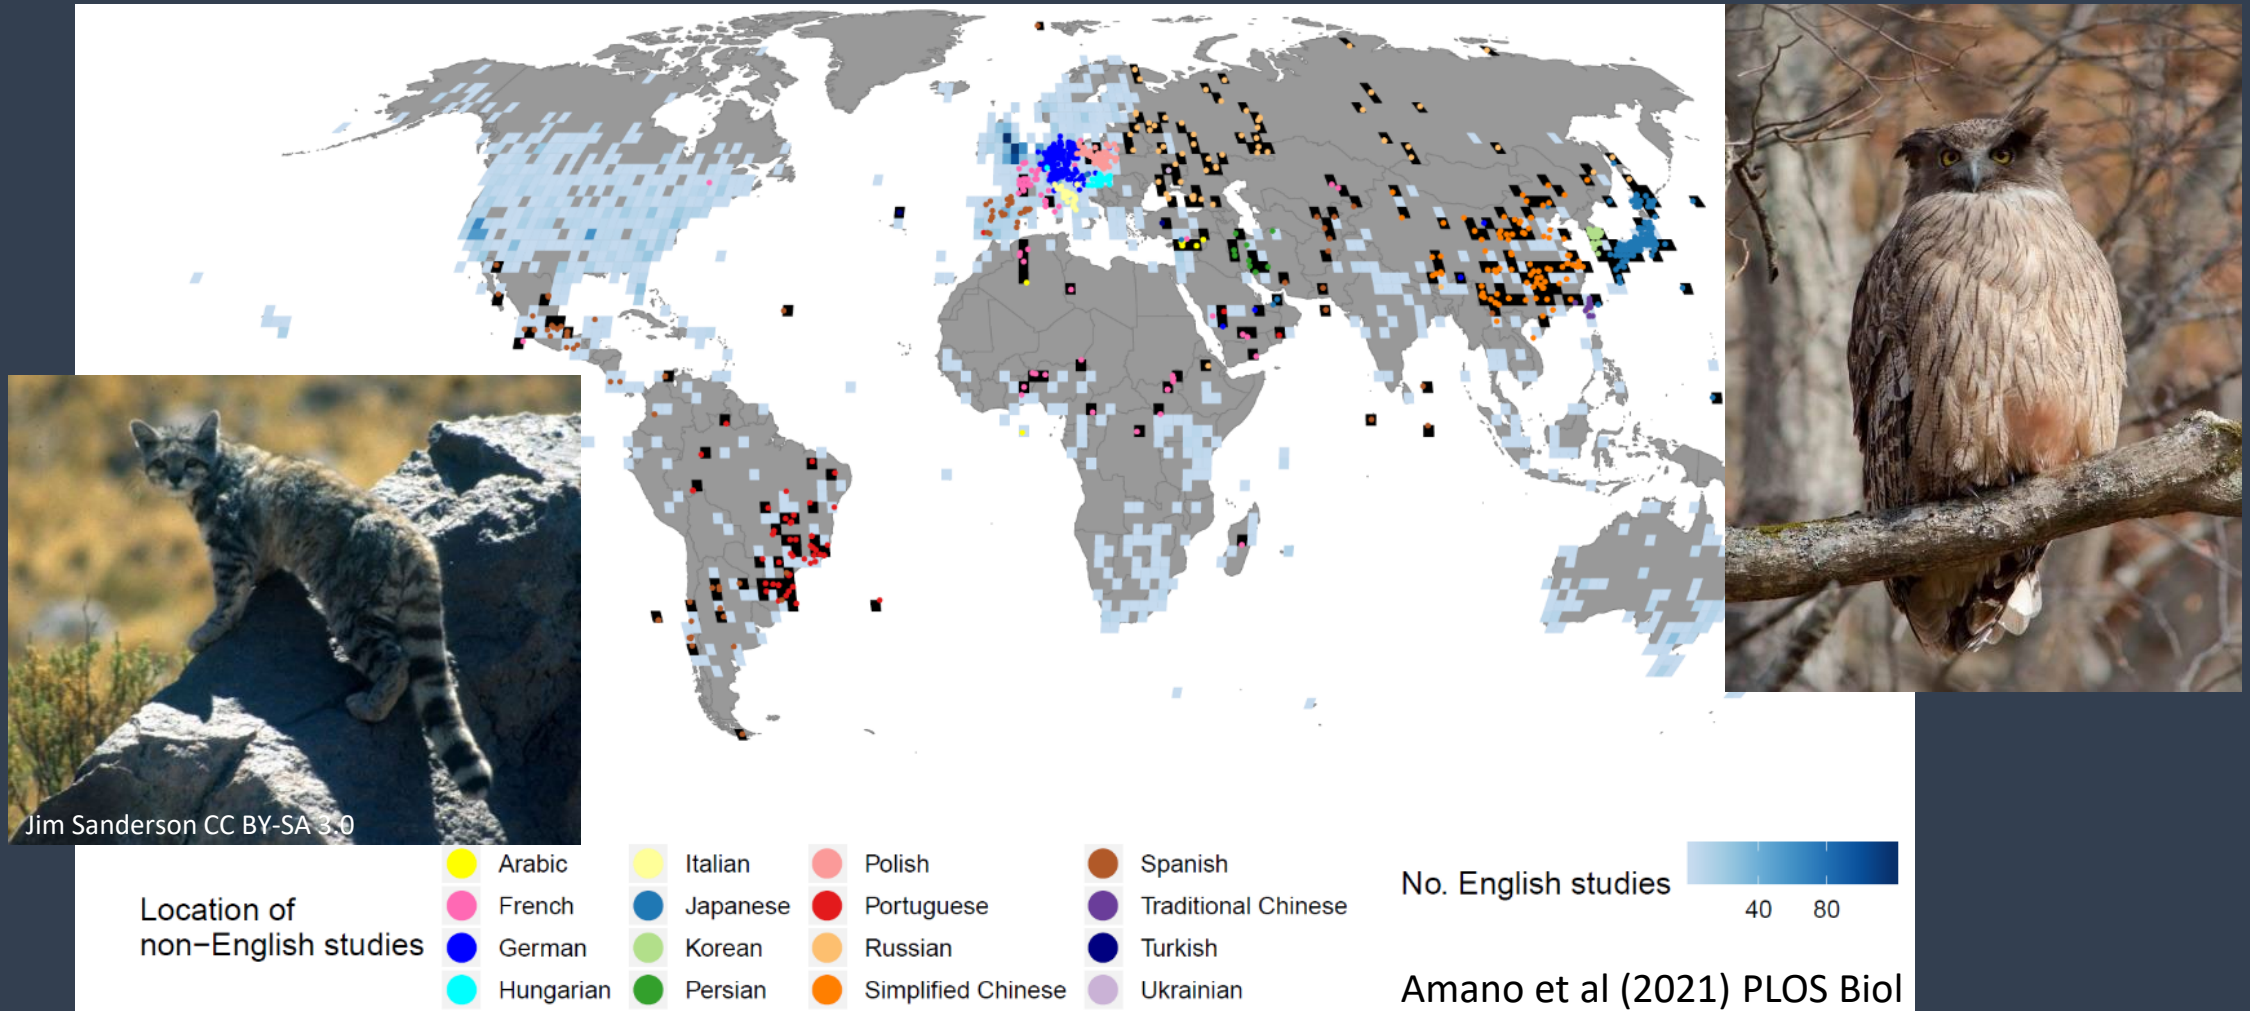 Jim Sanderson CC BY-SA 3.0
Location of
non−English studies
Arabic
French
German
Hungarian
Italian
Japanese
Korean
Persian
Polish
Portuguese
Russian
Simplified Chinese
Spanish
Traditional Chinese
Turkish
Ukrainian
No. English studies
40 80
Amano et al (2021) PLOS Biol